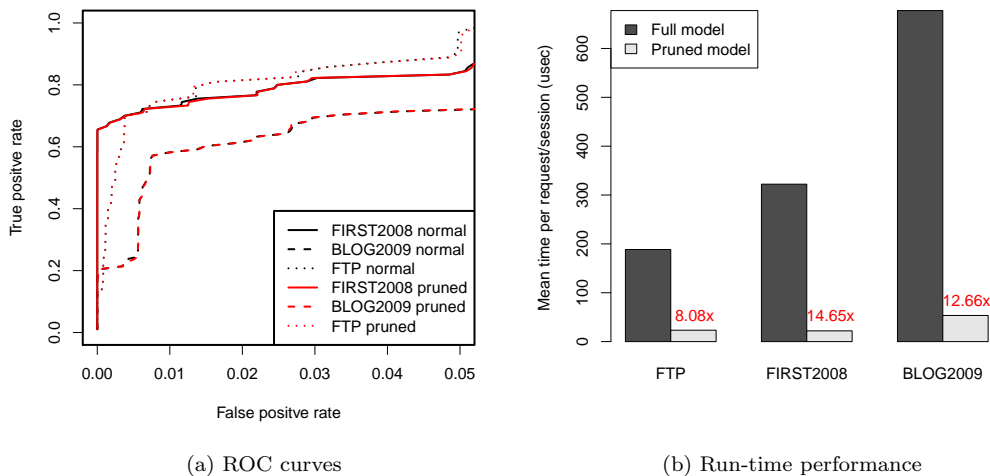 1.0
0.8
0.6
0.4
0.2
0.0
True positve rate
0.00 0.01 0.02 0.03 0.04 0.05
False positve rate
FIRST2008 normal
BLOG2009 normal
FTP normal
FIRST2008 pruned
BLOG2009 pruned
FTP pruned
(a) ROC curves
Full model
Pruned model
600
500
400
300
200
100
0
Mean time per request/session (usec)
8.08x
14.65x
12.66x
FTP FIRST2008 BLOG2009
(b) Run-time performance